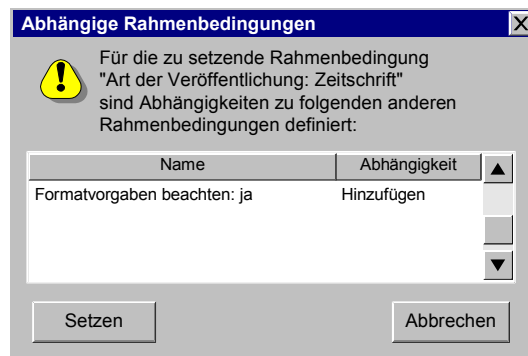 Abhängige Rahmenbedingungen
Für die zu setzende Rahmenbedingung
"Art der Veröffentlichung: Zeitschrift"
sind Abhängigkeiten zu folgenden anderen
Rahmenbedingungen definiert:
Name Abhängigkeit
Formatvorgaben beachten: ja Hinzufügen
Setzen Abbrechen